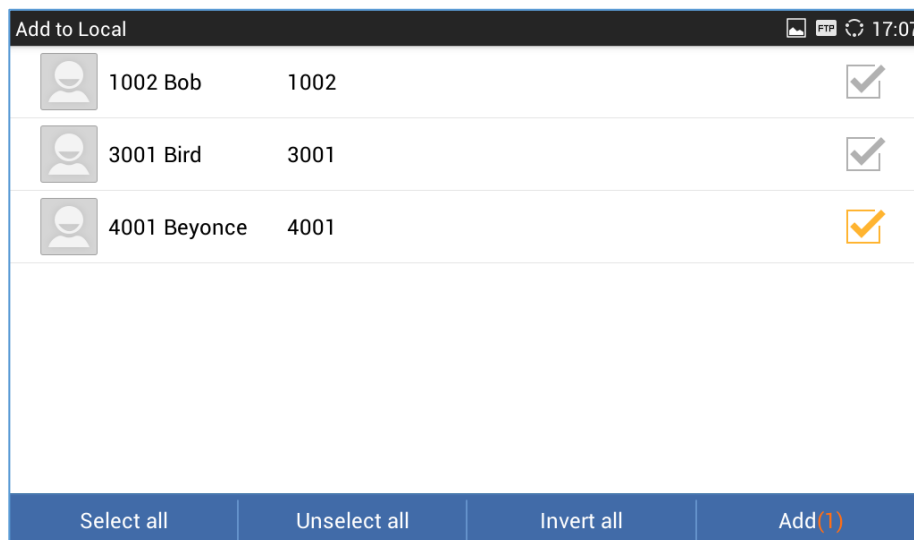 Add to Local FTP 17:07
1002 Bob 1002
3001 Bird 3001
4001 Beyonce 4001
Select all Unselect all Invert all Add(1)